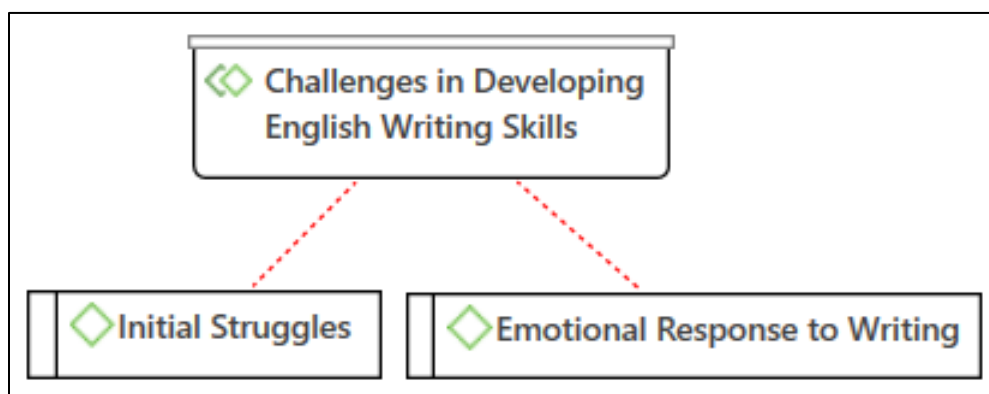 Challenges in Developing
English Writing Skills
Initial Struggles
Emotional Response to Writing